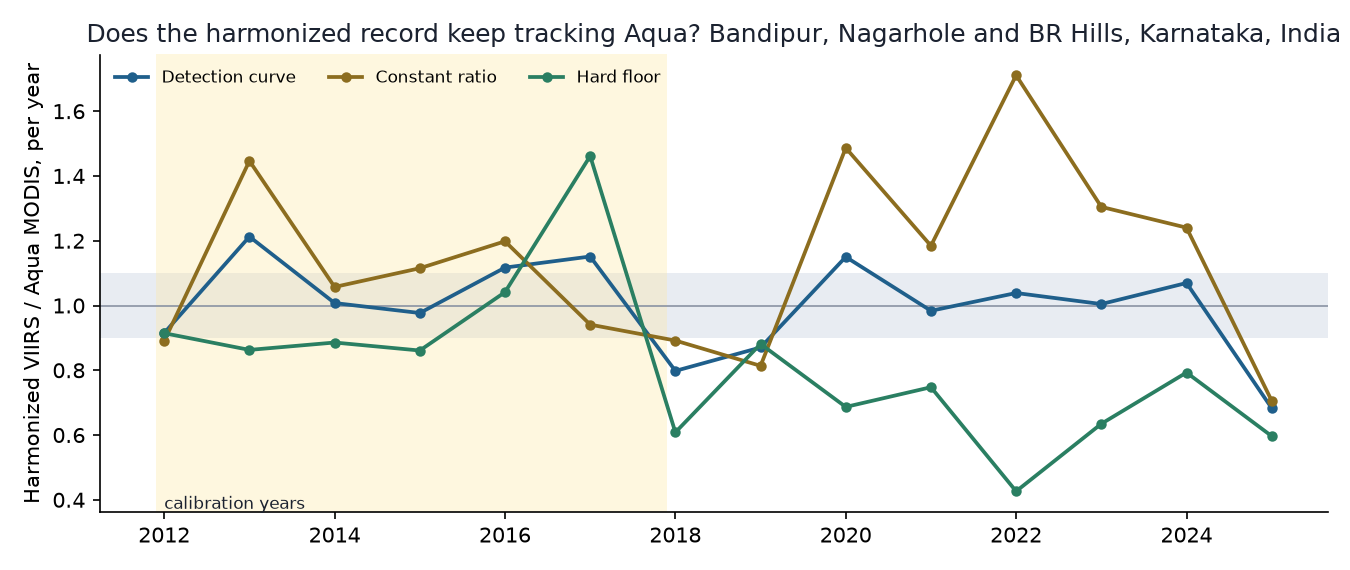 Does the harmonized record keep tracking Aqua? Bandipur, Nagarhole and BR Hills, Karnataka, India
Detection curve
Constant ratio
Hard floor
Harmonized VIIRS / Aqua MODIS, per year
1.6
1.4
1.2
1.0
0.8
0.6
0.4
calibration years
2012
2014
2016
2018
2020
2022
2024